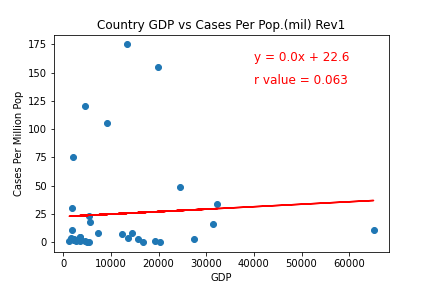 Country GDP vs Cases Per Pop.(mil) Rev1
y = 0.0x + 22.6
r value = 0.063
Cases Per Million Pop
175
150
125
100
75
50
25
0
0 10000 20000 30000 40000 50000 60000
GDP